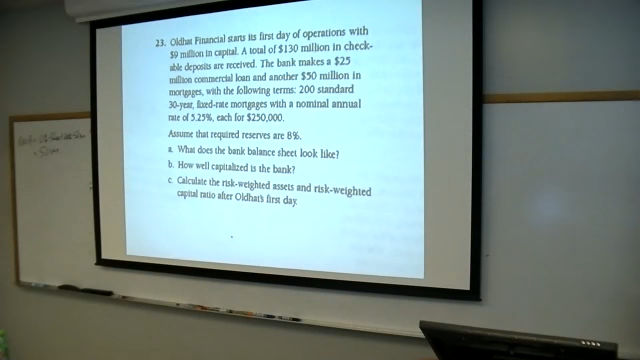 23. Oldhat Financial starts its first day of operations with
$9 million in capital. A total of $130 million in check-
able deposits are received. The bank makes a $25
million commercial loan and another $50 million in
mortgages, with the following terms: 200 standard
30-year, fixed-rate mortgages with a nominal annual
rate of 5.25%, each for $250,000.
Assume that required reserves are 8%.
a. What does the bank balance sheet look like?
b. How well capitalized is the bank?
c. Calculate the risk-weighted assets and risk-weighted
capital ratio after Oldhat's first day.